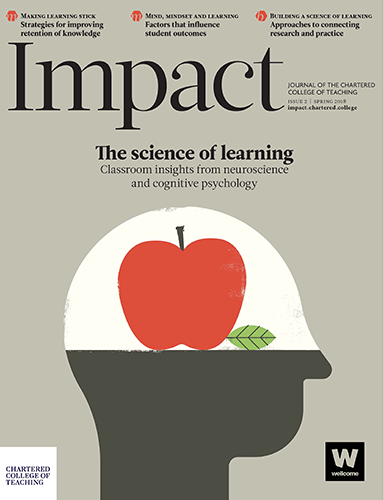 MAKING LEARNING STICK
Strategies for improving
retention of knowledge
MIND, MINDSET AND LEARNING
Factors that influence
student outcomes
BUILDING A SCIENCE OF LEARNING
Approaches to connecting
research and practice
Impact
JOURNAL OF THE CHARTERED
COLLEGE OF TEACHING
ISSUE 2 | SPRING 2018
impact.chartered.college
The science of learning
Classroom insights from neuroscience
and cognitive psychology
CHARTERED
COLLEGE OF
TEACHING
W
wellcome